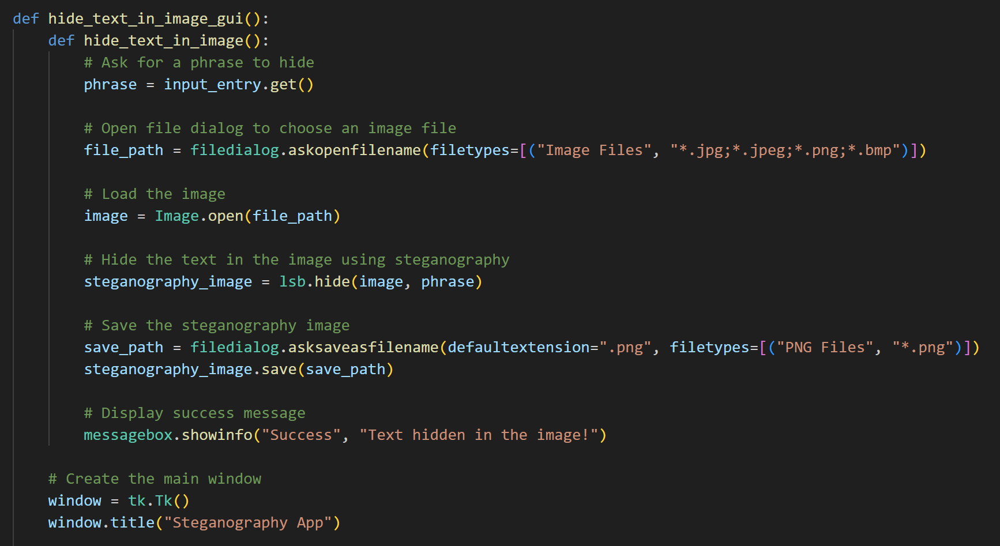 def hide_text_in_image_gui():
    def hide_text_in_image():
        # Ask for a phrase to hide
        phrase = input_entry.get()

        # Open file dialog to choose an image file
        file_path = filedialog.askopenfilename(filetypes=[("Image Files", "*.jpg;*.jpeg;*.png;*.bmp")])

        # Load the image
        image = Image.open(file_path)

        # Hide the text in the image using steganography
        steganography_image = lsb.hide(image, phrase)

        # Save the steganography image
        save_path = filedialog.asksaveasfilename(defaultextension=".png", filetypes=[("PNG Files", "*.png")])
        steganography_image.save(save_path)

        # Display success message
        messagebox.showinfo("Success", "Text hidden in the image!")

    # Create the main window
    window = tk.Tk()
    window.title("Steganography App")